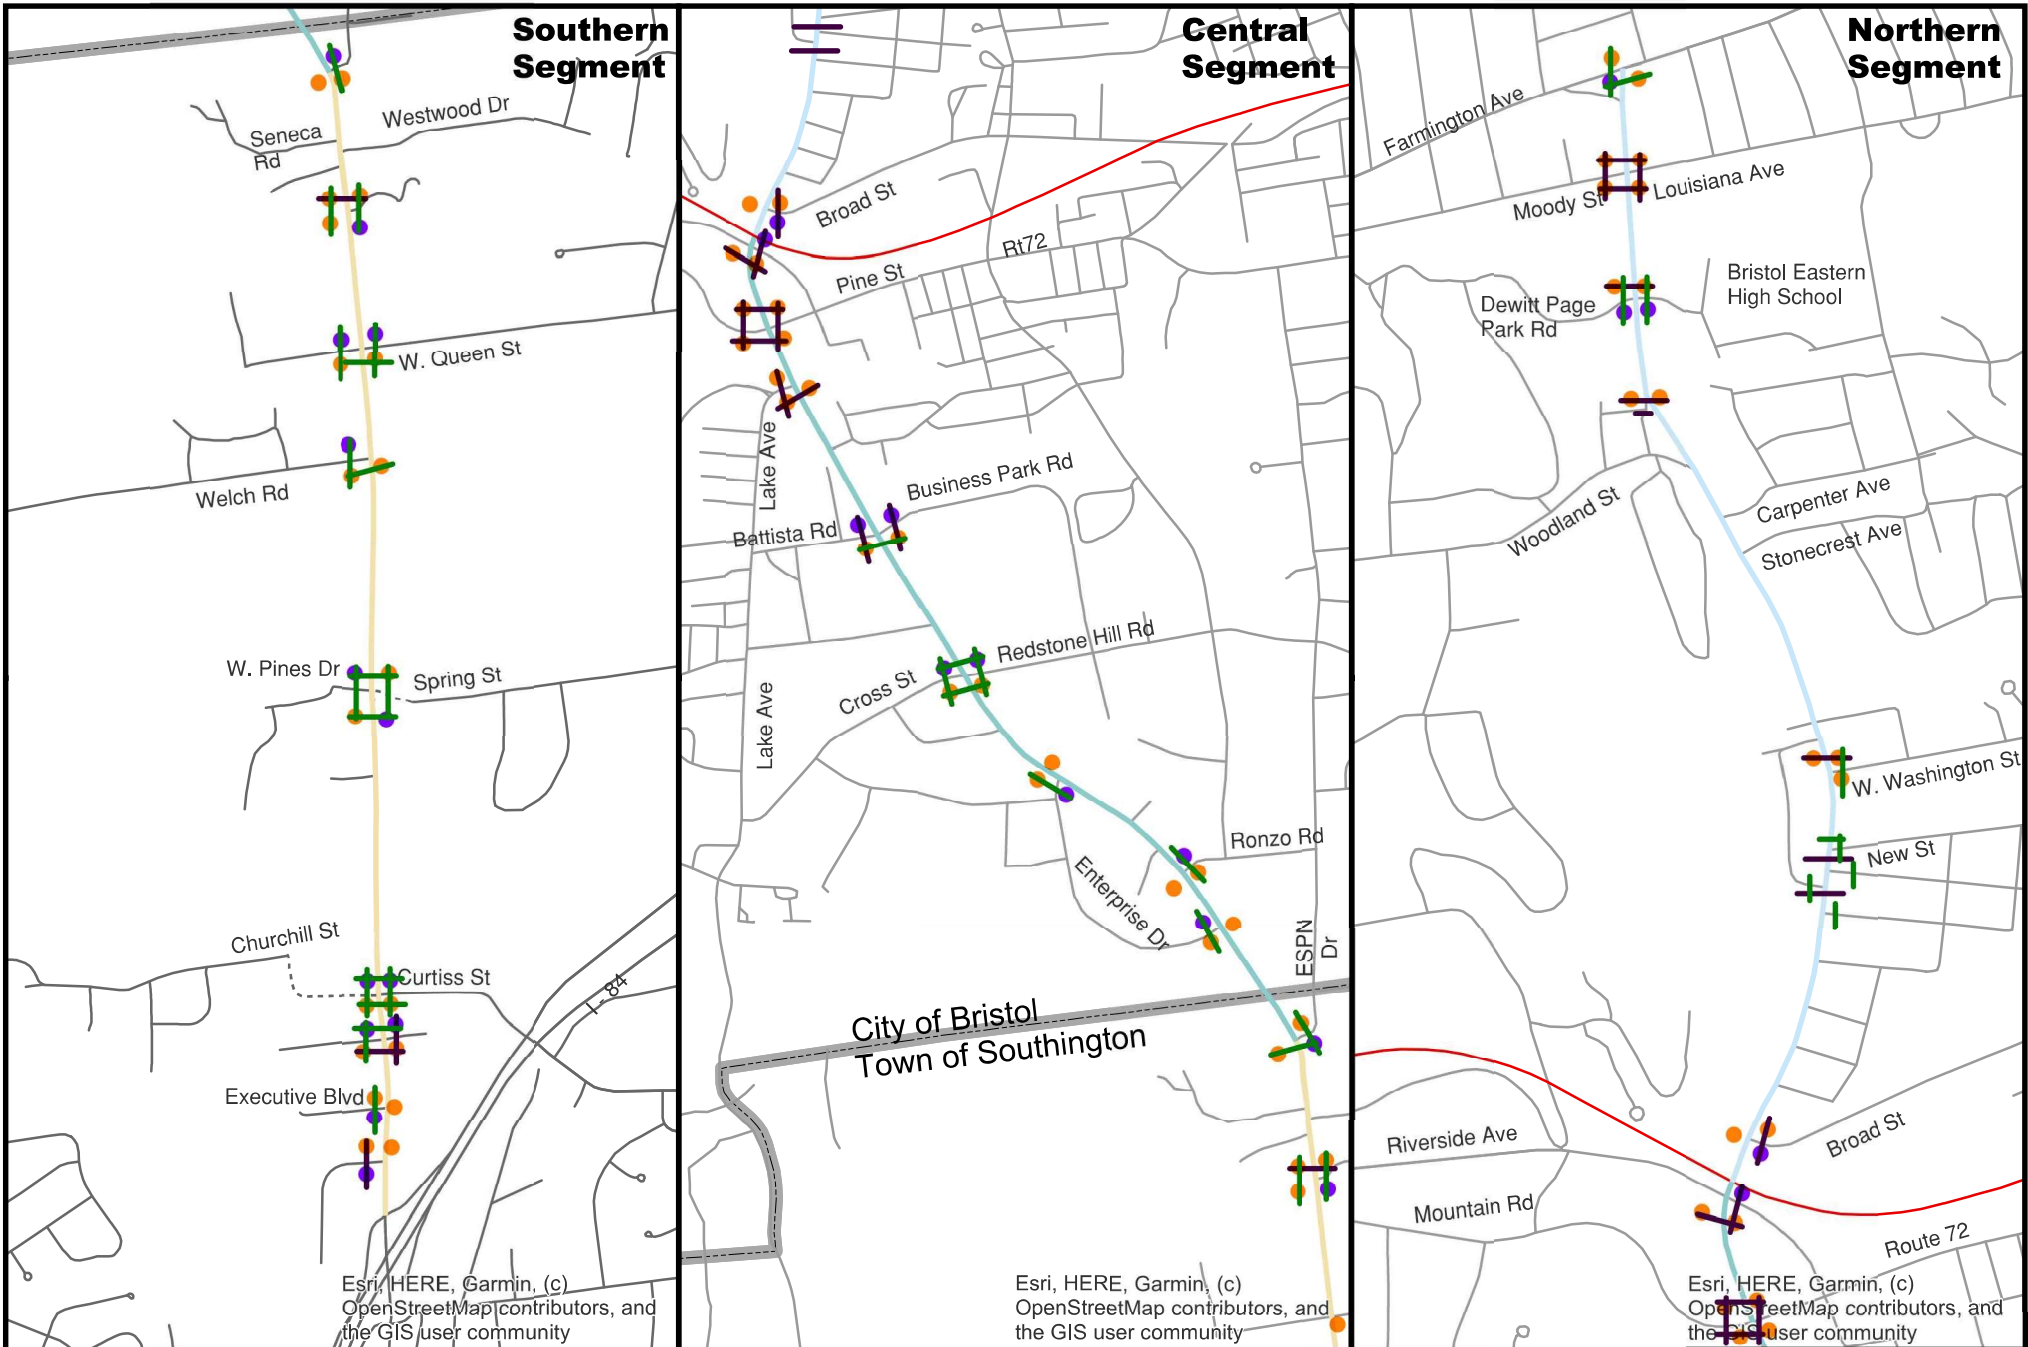 Southern
Segment
Westwood Dr
Seneca
Rd
W. Queen St
Welch Rd
W. Pines Dr
Spring St
Churchill St
Curtiss St
I- 84
Executive Blvd
Esri, HERE, Garmin, (c)
OpenStreetMap contributors, and
the GIS user community
Central
Segment
Broad St
Rt72
Pine St
Lake Ave
Business Park Rd
Battista Rd
Redstone Hill Rd
Cross St
Lake Ave
Ronzo Rd
Enterprise Dr
ESPN
Dr
City of Bristol
Town of Southington
Esri, HERE, Garmin, (c)
OpenStreetMap contributors, and
the GIS user community
Northern
Segment
Farmington Ave
Moody St
Louisiana Ave
Bristol Eastern
High School
Dewitt Page
Park Rd
Carpenter Ave
Woodland St
Stonecrest Ave
W. Washington St
New St
Broad St
Riverside Ave
Mountain Rd
Route 72
Esri, HERE, Garmin, (c)
OpenStreetMap contributors, and
the GIS user community